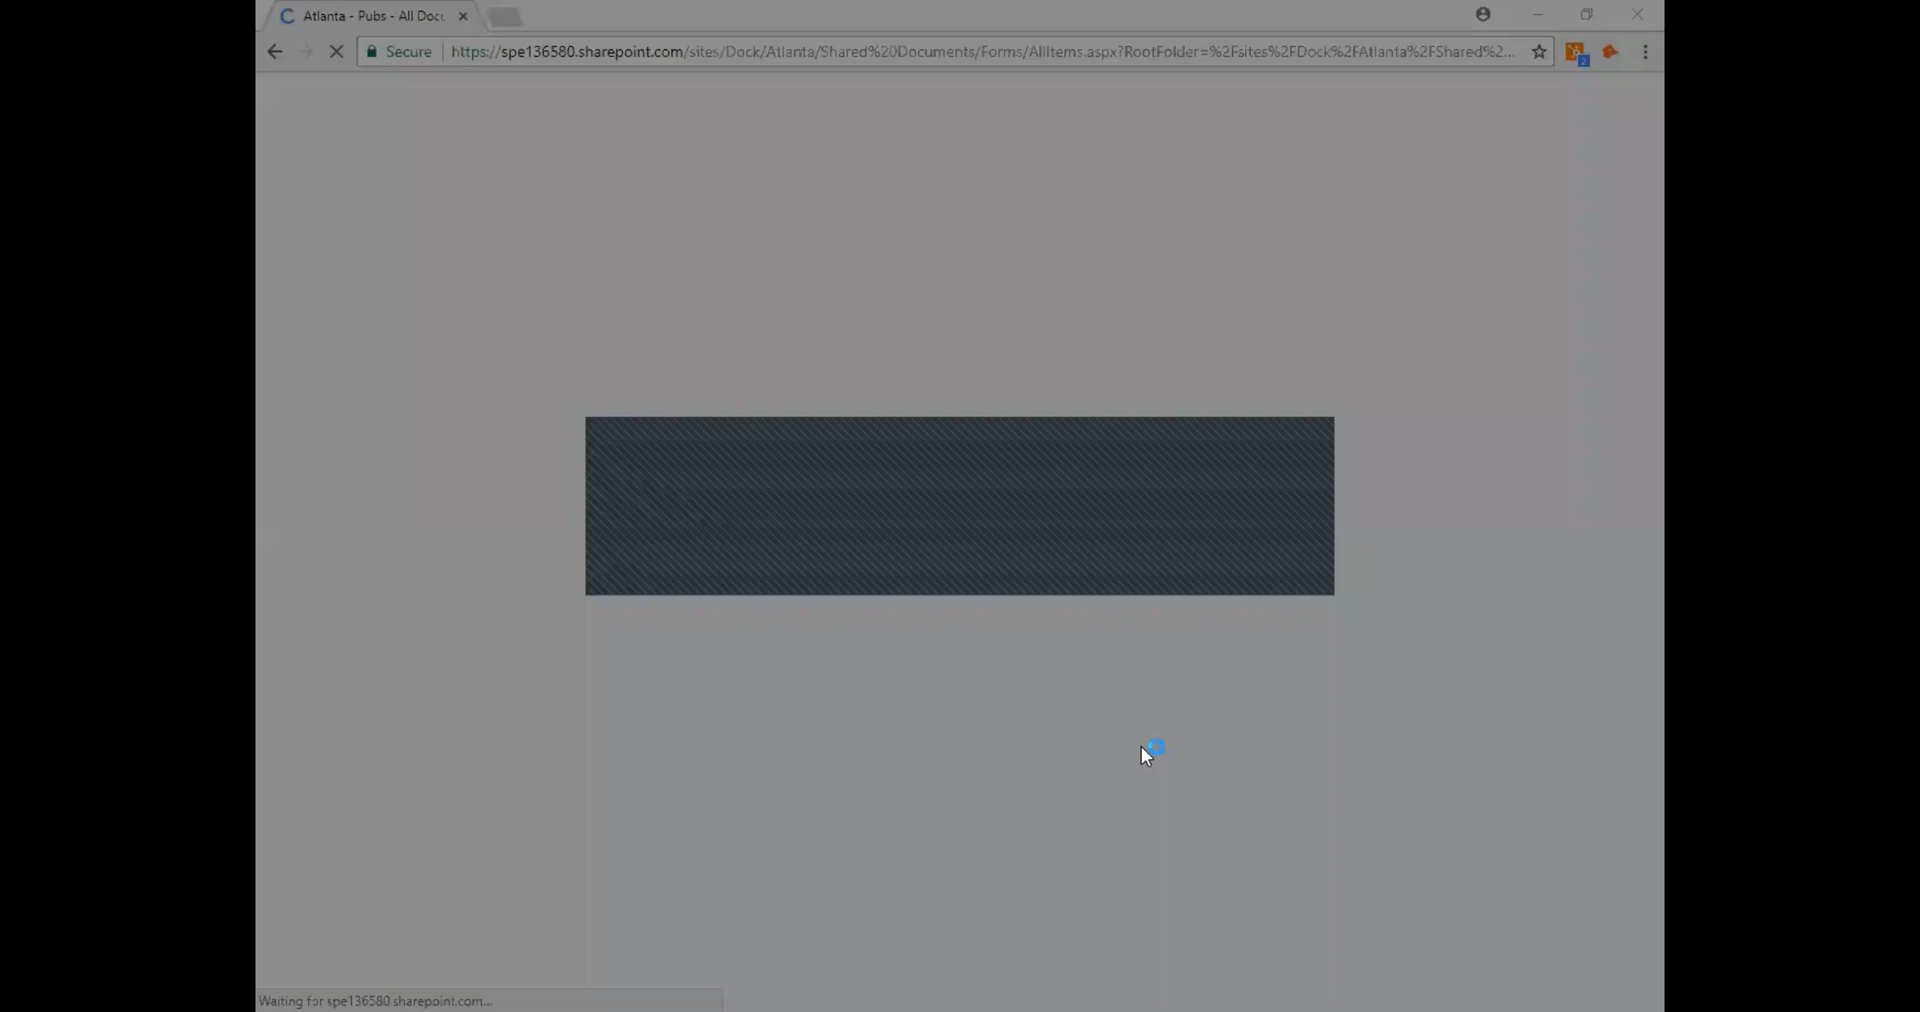 Atlanta - Pubs - All Docu
Secure
https://spe136580.sharepoint.com/sites/Dock/Atlanta/Shared%20Documents/Forms/AllItems.aspx?RootFolder=%2Fsites%2FDock%2FAtlanta%2FShared%2...
2
Waiting for spe136580.sharepoint.com...